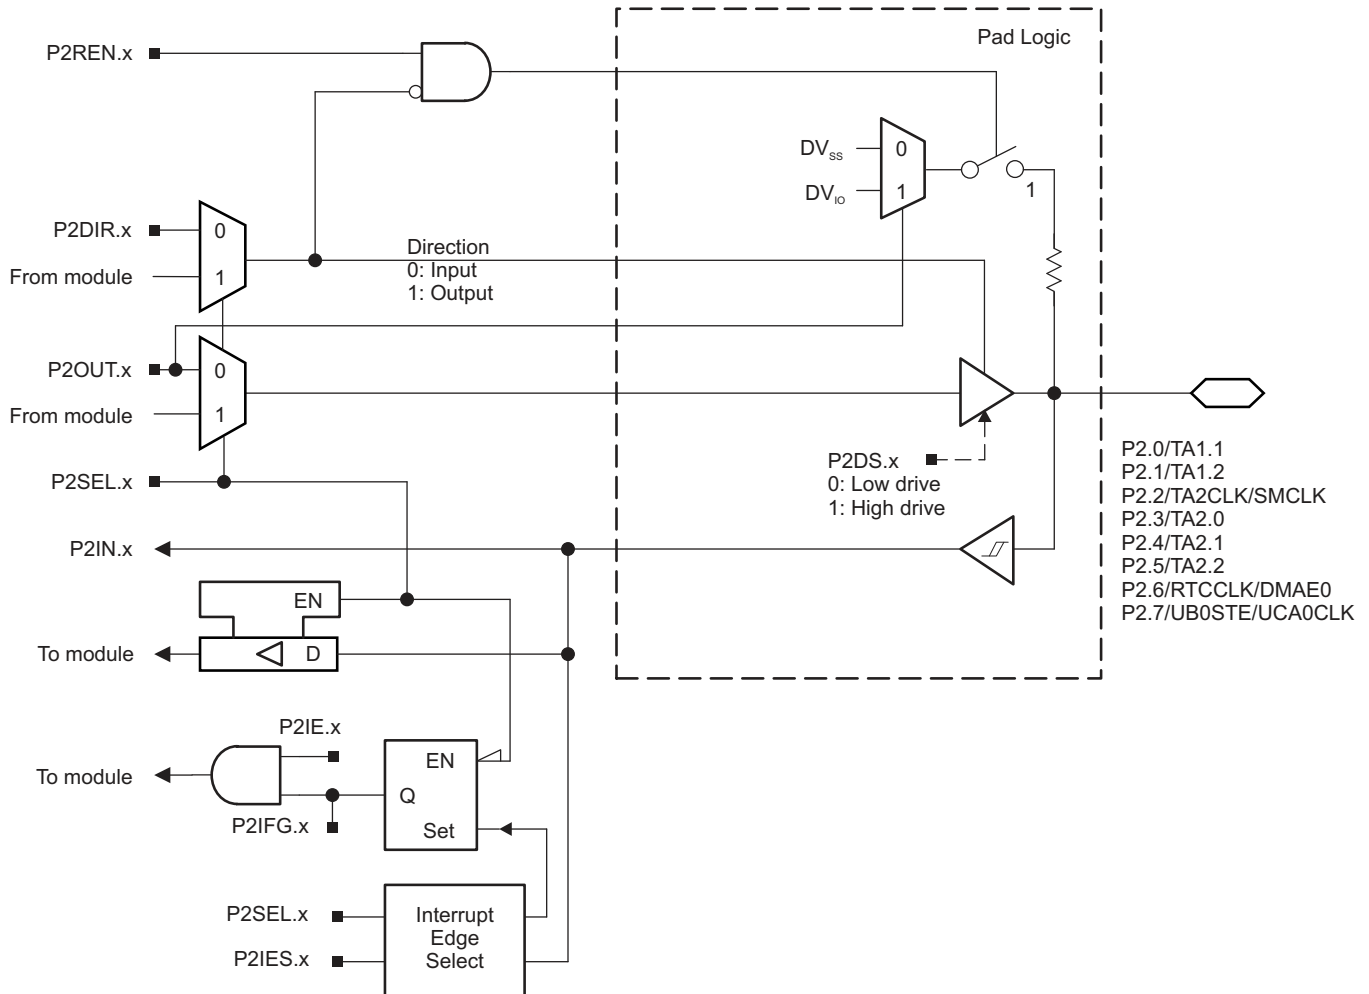 Pad Logic
P2REN.x
DVSS
0
DVIO
1
1
P2DIR.x
0
From module
1
Direction
0: Input
1: Output
P2OUT.x
0
From module
1
P2SEL.x
P2DS.x
0: Low drive
1: High drive
P2.0/TA1.1
P2.1/TA1.2
P2.2/TA2CLK/SMCLK
P2.3/TA2.0
P2.4/TA2.1
P2.5/TA2.2
P2.6/RTCCLK/DMAE0
P2.7/UB0STE/UCA0CLK
P2IN.x
EN
To module
D
P2IE.x
EN
To module
Q
P2IFG.x
Set
P2SEL.x
P2IES.x
Interrupt
Edge
Select